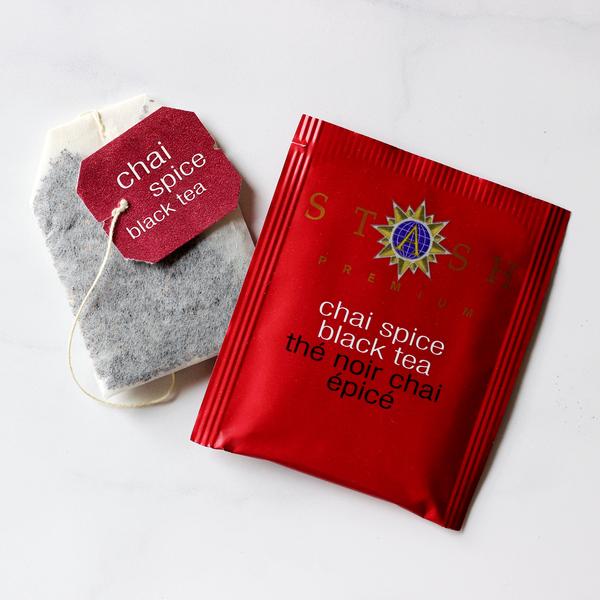 chai
spice
black tea
STASH
PREMIUM
chai spice
black tea
thé noir chai
épicé